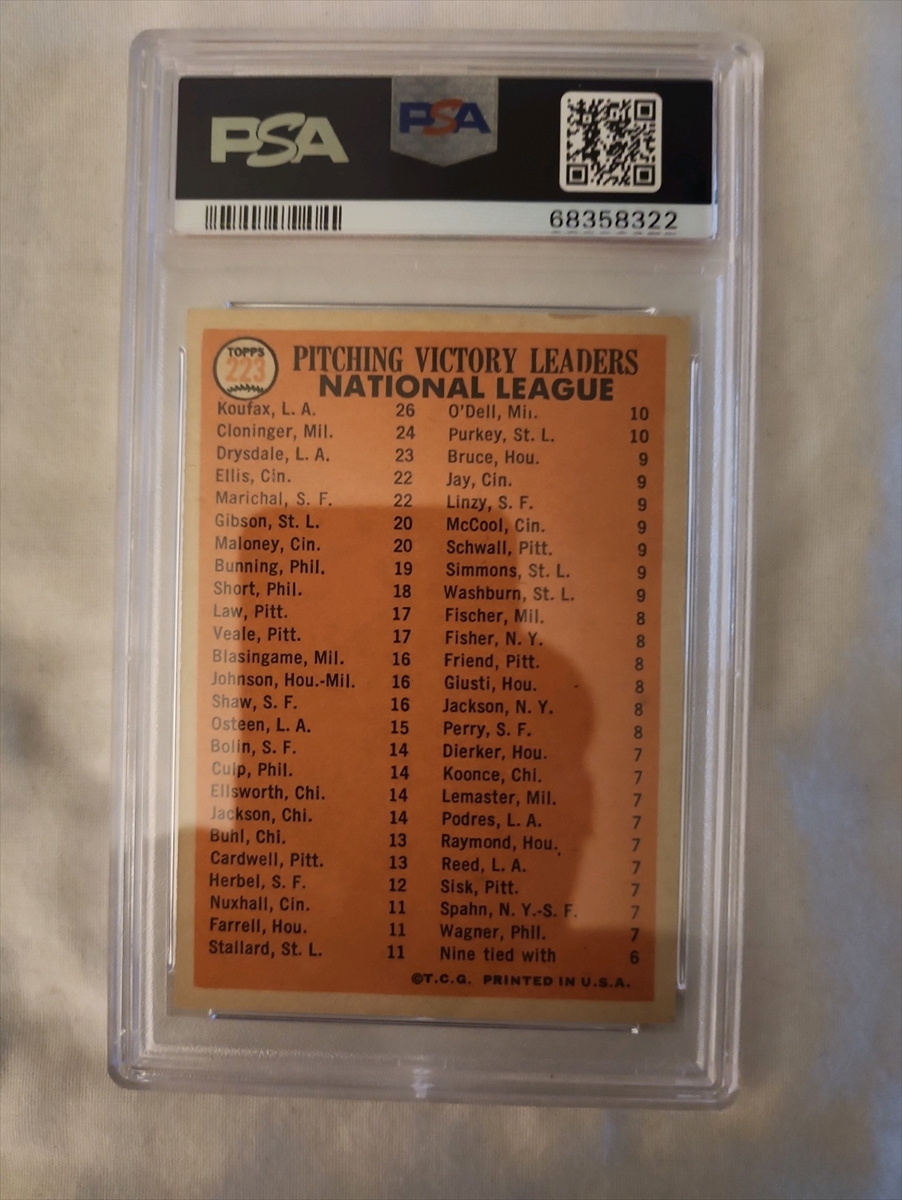 PSA
PSA
68358322
TOPPS
223
PITCHING VICTORY LEADERS
NATIONAL LEAGUE
Koufax, L. A. 26
Cloninger, Mil. 24
Drysdale, L. A. 23
Ellis, Cin. 22
Marichal, S. F. 22
Gibson, St. L. 20
Maloney, Cin. 20
Bunning, Phil. 19
Short, Phil. 18
Law, Pitt. 17
Veale, Pitt. 17
Blasingame, Mil. 16
Johnson, Hou.-Mil. 16
Shaw, S. F. 16
Osteen, L. A. 15
Bolin, S. F. 14
Culp, Phil. 14
Ellsworth, Chi. 14
Jackson, Chi. 14
Buhl, Chi. 13
Cardwell, Pitt. 13
Herbel, S. F. 12
Nuxhall, Cin. 11
Farrell, Hou. 11
Stallard, St. L. 11
O'Dell, Mil. 10
Purkey, St. L. 10
Bruce, Hou. 9
Jay, Cin. 9
Linzy, S. F. 9
McCool, Cin. 9
Schwall, Pitt. 9
Simmons, St. L. 9
Washburn, St. L. 9
Fischer, Mil. 8
Fisher, N. Y. 8
Friend, Pitt. 8
Giusti, Hou. 8
Jackson, N. Y. 8
Perry, S. F. 8
Dierker, Hou. 7
Koonce, Chi. 7
Lemaster, Mil. 7
Podres, L. A. 7
Raymond, Hou. 7
Reed, L. A. 7
Sisk, Pitt. 7
Spahn, N. Y.-S. F. 7
Wagner, Phil. 7
Nine tied with 6
©T.C.G. PRINTED IN U.S.A.